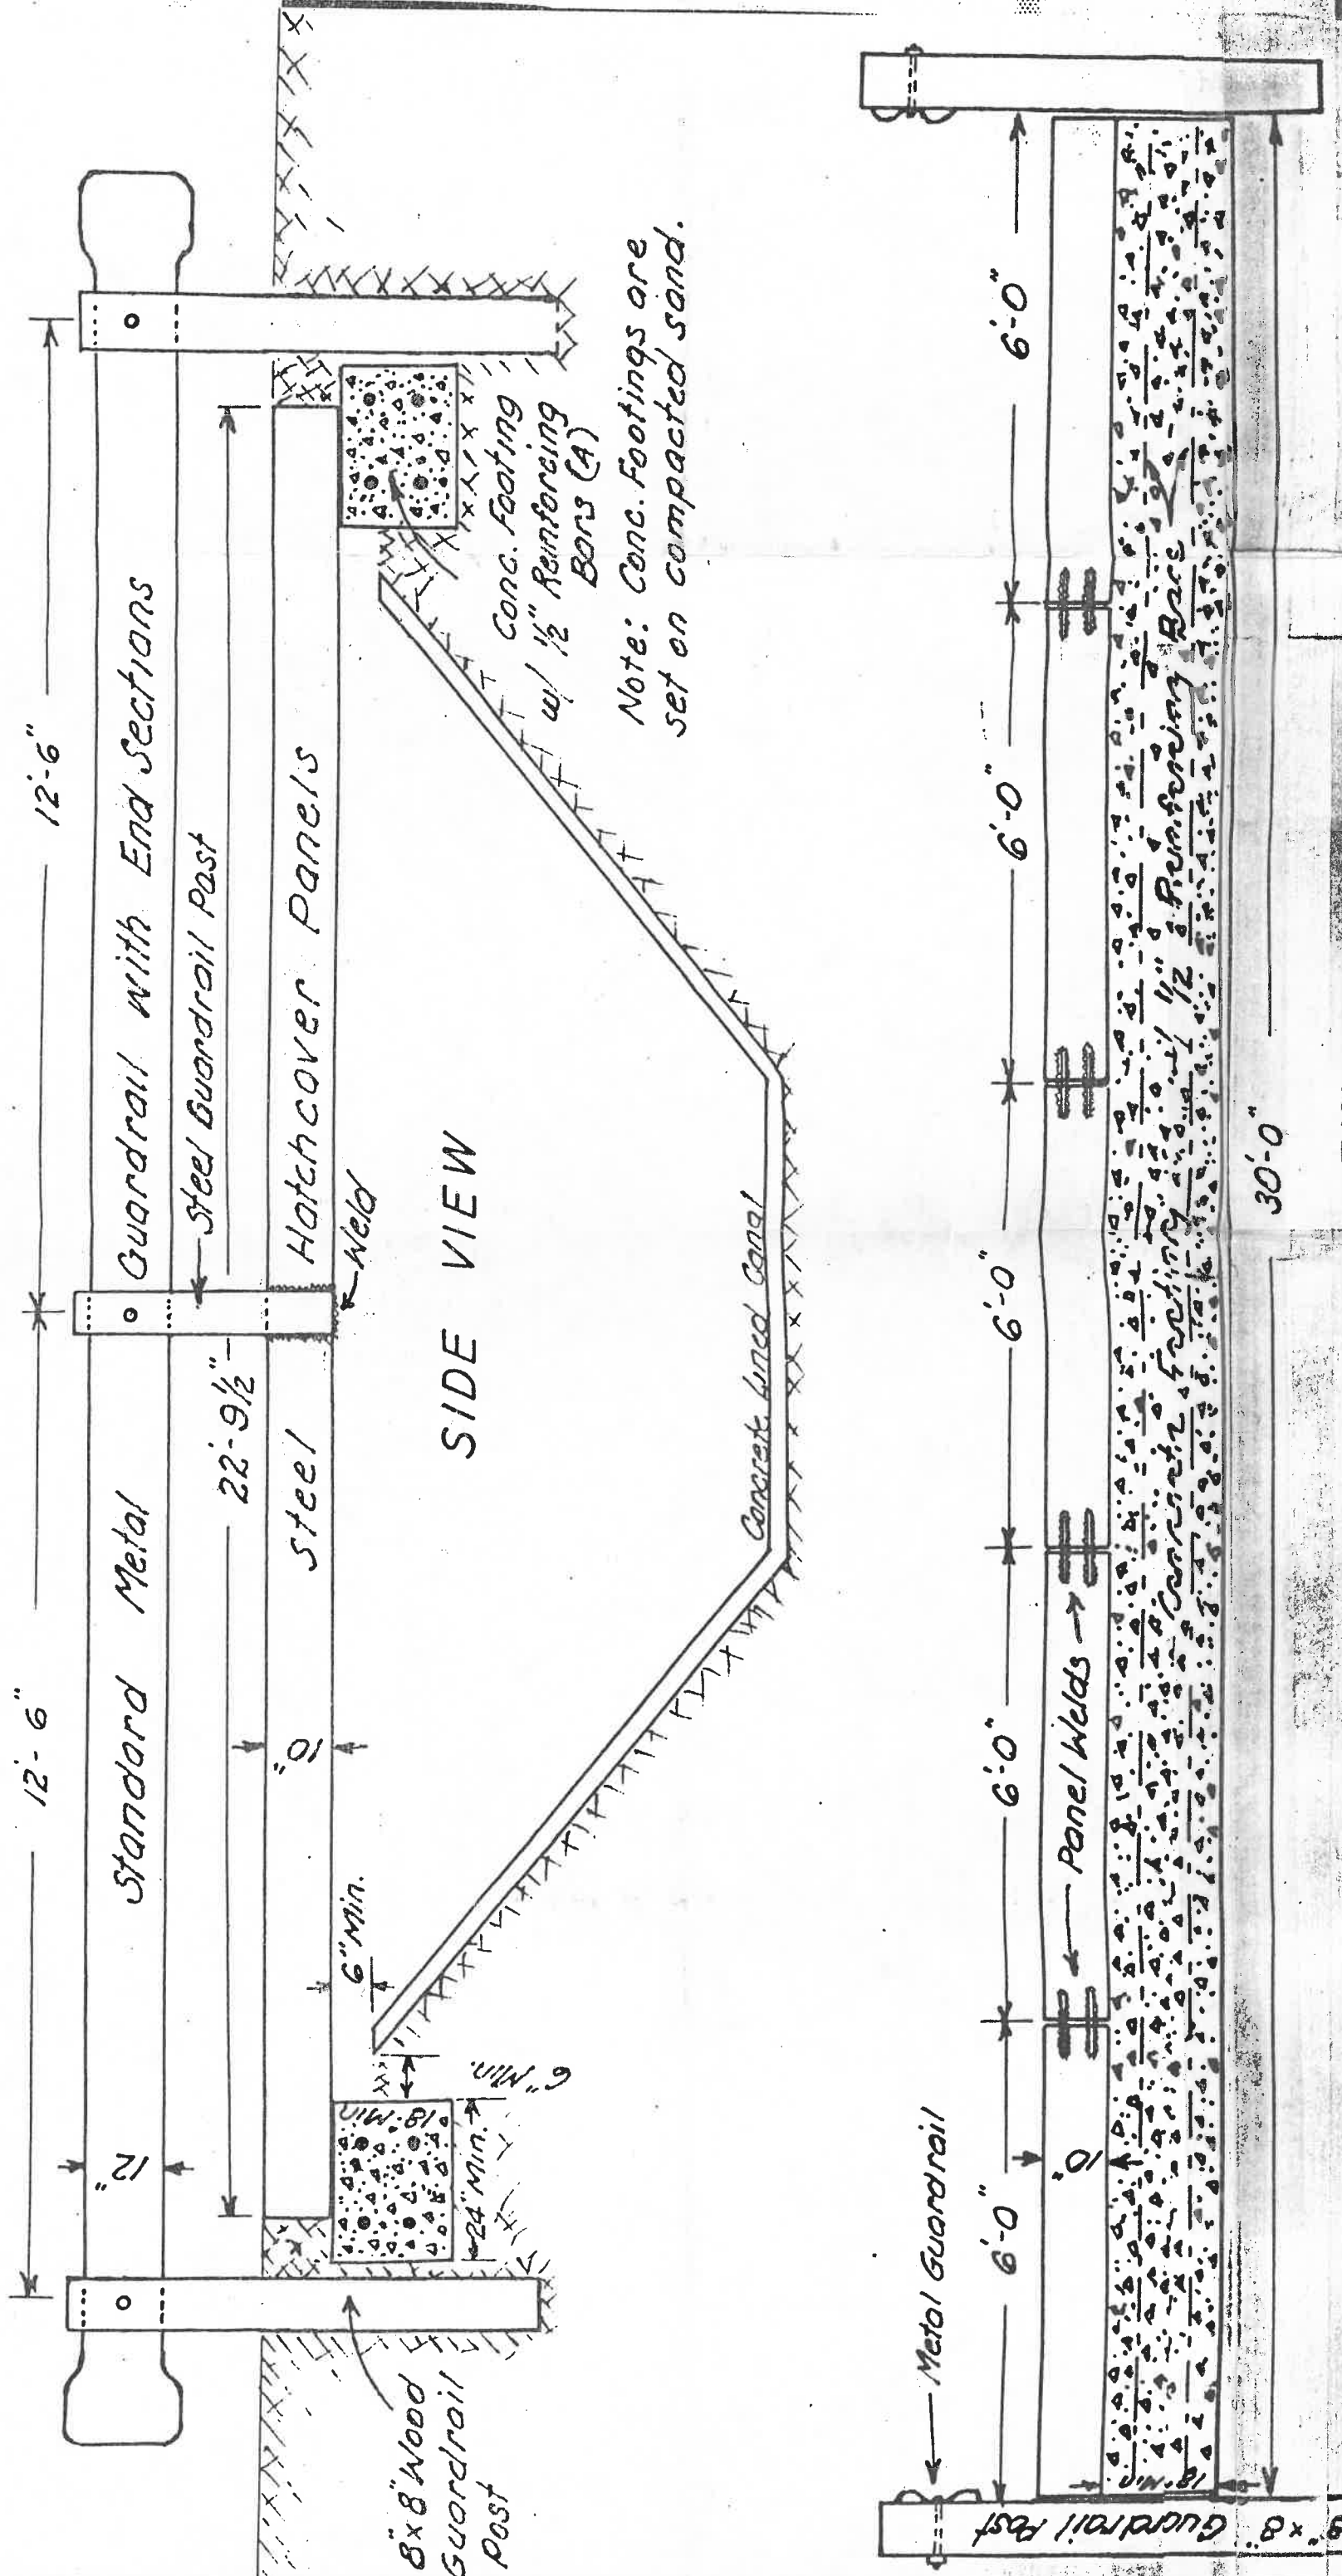 12'-6"
12'-6"
12"
Standard Metal Guardrail with End Sections
Steel Guardrail Post
22'-9½"
10"
Steel Hatchcover Panels
Weld
6" Min.
6" Min.
18" Min
24" Min.
8"x8" Wood
Guardrail
Post
SIDE VIEW
Concrete Lined Canal
Conc. Footing
w/ ½" Reinforcing
Bars (4)
Note: Conc. Footings are
set on compacted sand.
Metal Guardrail
6'-0"
6'-0"
6'-0"
6'-0"
6'-0"
10"
Panel Welds
Concrete Footing w/ ½" Reinforcing Bars
18" Min
30'-0"
8"x8" Guardrail Post